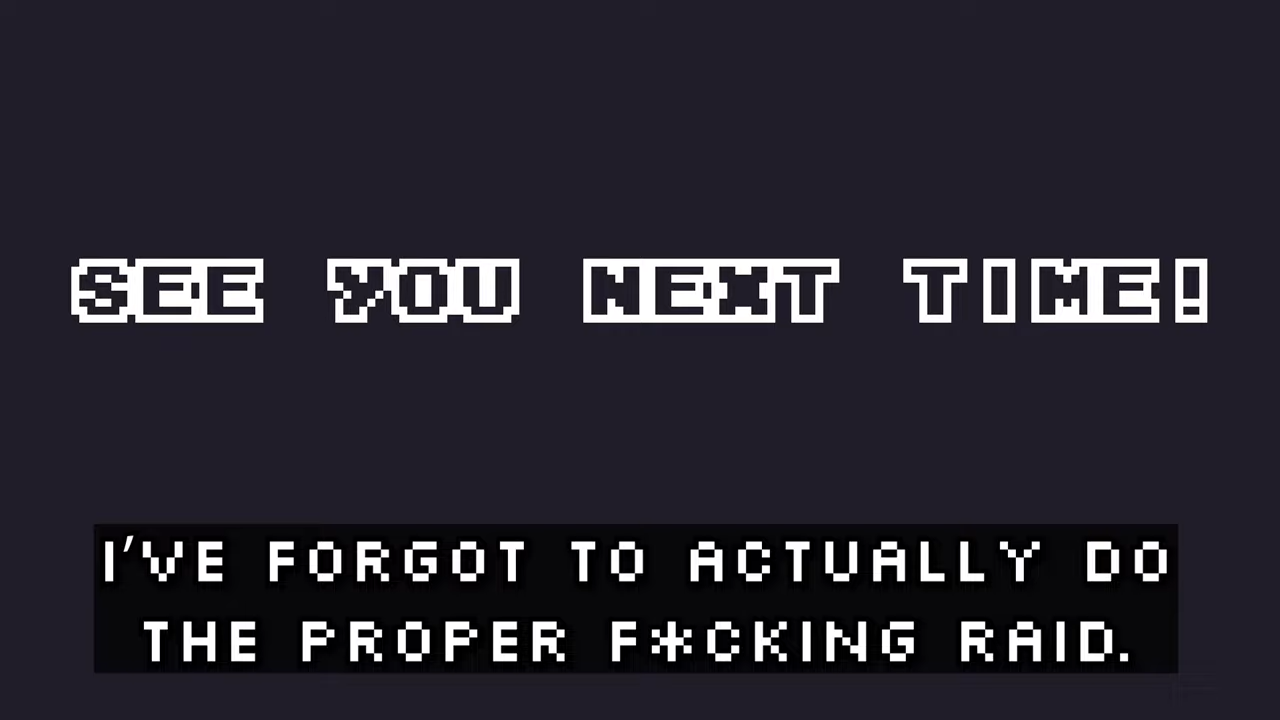 SEE YOU NEXT TIME!
I'VE FORGOT TO ACTUALLY DO
THE PROPER F*CKING RAID.